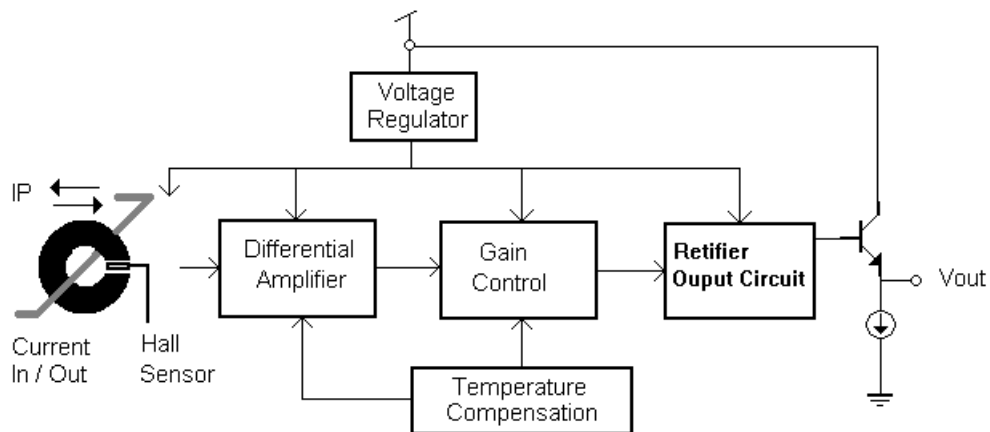 Voltage
Regulator
IP
Differential
Amplifier
Gain
Control
Retifier
Ouput Circuit
Vout
Current
In / Out
Hall
Sensor
Temperature
Compensation